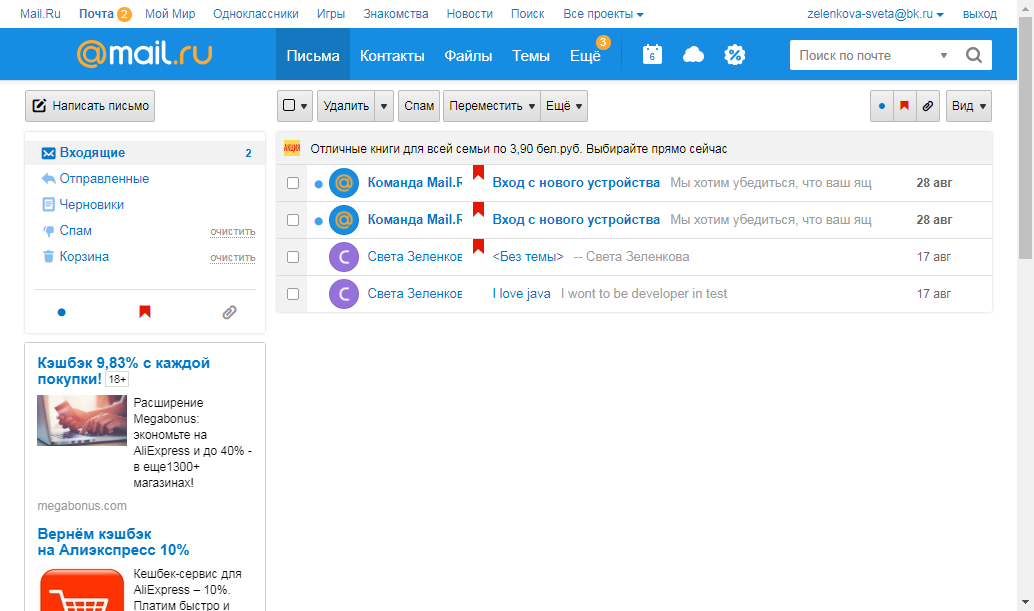 Mail.Ru Почта 2 Мой Мир Одноклассники Игры Знакомства Новости Поиск Все проекты zelenkova-sveta@bk.ru выход
@mail.ru Письма Контакты Файлы Темы Ещё 3 6 % Поиск по почте
Написать письмо Удалить Спам Переместить Ещё Вид
Входящие 2
Отправленные
Черновики
Спам очистить
Корзина очистить
АКЦИЯ Отличные книги для всей семьи по 3,90 бел.руб. Выбирайте прямо сейчас
@ Команда Mail.R Вход с нового устройства Мы хотим убедиться, что ваш ящ 28 авг
@ Команда Mail.R Вход с нового устройства Мы хотим убедиться, что ваш ящ 28 авг
С Света Зеленков <Без темы> -- Света Зеленкова 17 авг
С Света Зеленков I love java I wont to be developer in test 17 авг
Кэшбэк 9,83% с каждой
покупки! 18+
Расширение
Megabonus:
экономьте на
AliExpress и до 40% -
в еще1300+
магазинах!
megabonus.com
Вернём кэшбэк
на Алиэкспресс 10%
Кешбек-сервис для
AliExpress – 10%.
Платим быстро и